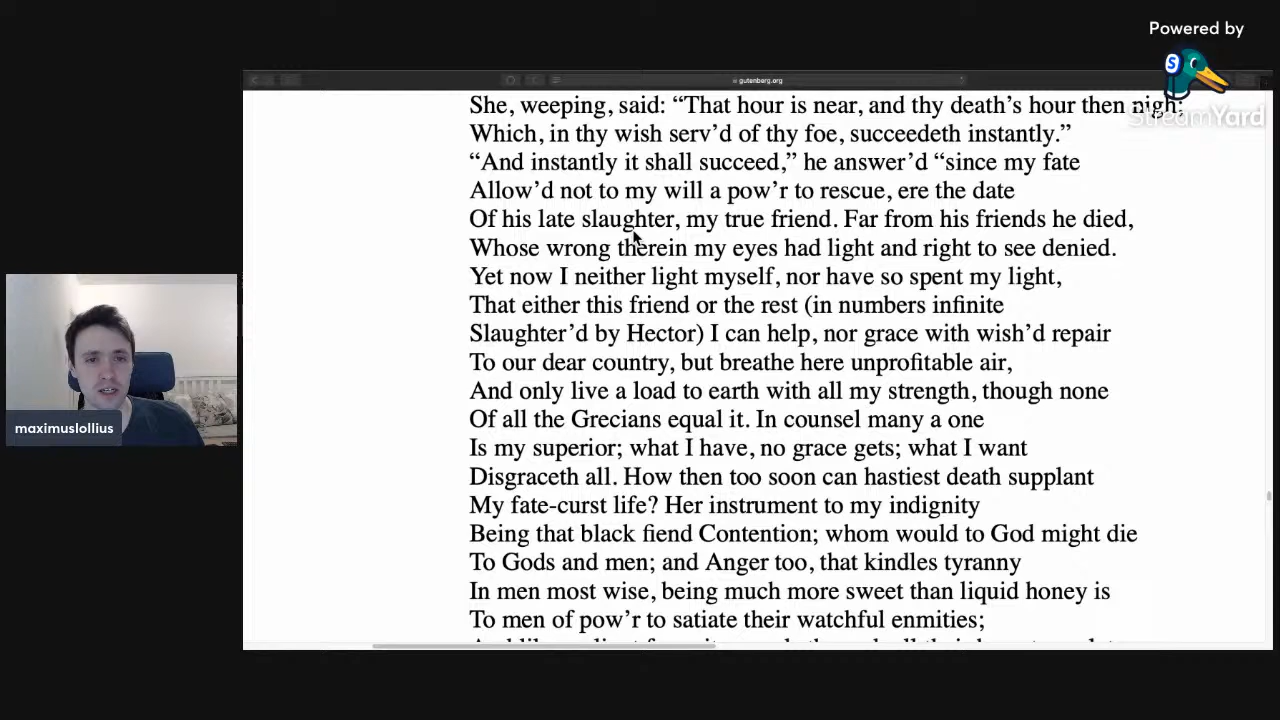 Powered by
S
StreamYard
gutenberg.org
She, weeping, said: “That hour is near, and thy death’s hour then nigh;
Which, in thy wish serv’d of thy foe, succeedeth instantly.”
“And instantly it shall succeed,” he answer’d “since my fate
Allow’d not to my will a pow’r to rescue, ere the date
Of his late slaughter, my true friend. Far from his friends he died,
Whose wrong therein my eyes had light and right to see denied.
Yet now I neither light myself, nor have so spent my light,
That either this friend or the rest (in numbers infinite
Slaughter’d by Hector) I can help, nor grace with wish’d repair
To our dear country, but breathe here unprofitable air,
And only live a load to earth with all my strength, though none
Of all the Grecians equal it. In counsel many a one
Is my superior; what I have, no grace gets; what I want
Disgraceth all. How then too soon can hastiest death supplant
My fate-curst life? Her instrument to my indignity
Being that black fiend Contention; whom would to God might die
To Gods and men; and Anger too, that kindles tyranny
In men most wise, being much more sweet than liquid honey is
To men of pow’r to satiate their watchful enmities;
maximuslollius